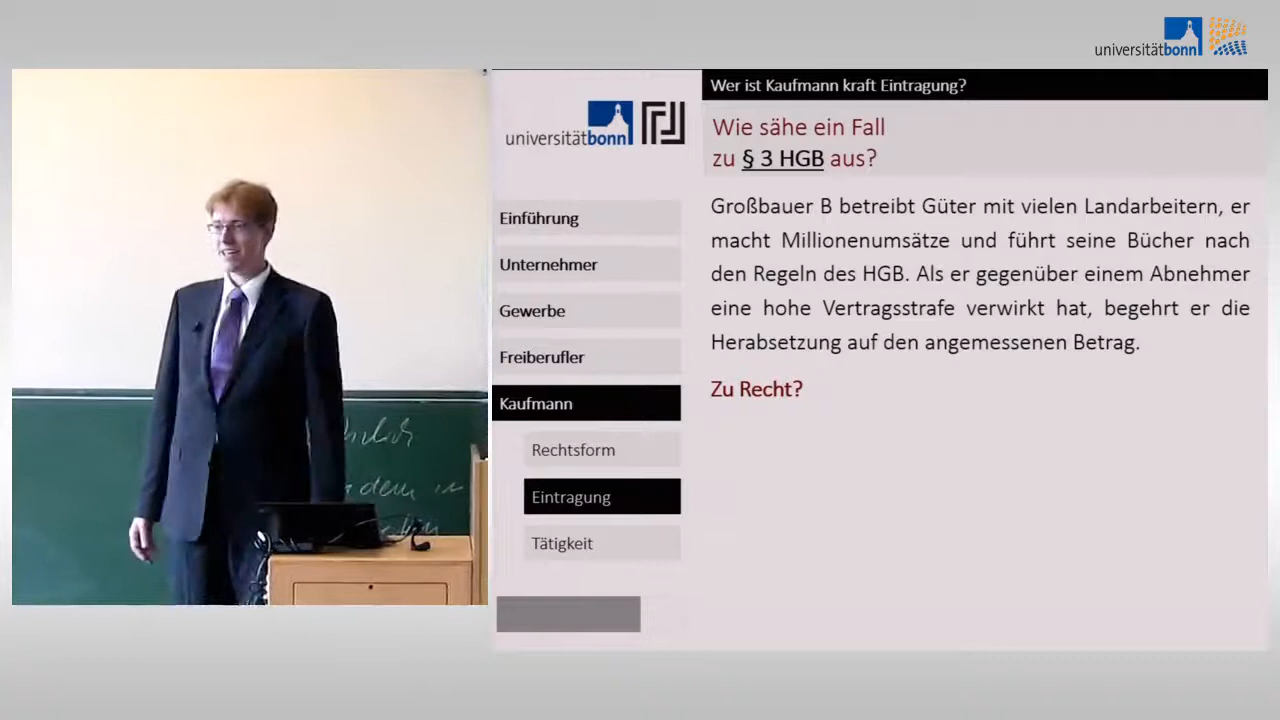 universitätbonn
universitätbonn
Einführung
Unternehmer
Gewerbe
Freiberufler
Kaufmann
Rechtsform
Eintragung
Tätigkeit
Wer ist Kaufmann kraft Eintragung?
Wie sähe ein Fall
zu § 3 HGB aus?
Großbauer B betreibt Güter mit vielen Landarbeitern, er
macht Millionenumsätze und führt seine Bücher nach
den Regeln des HGB. Als er gegenüber einem Abnehmer
eine hohe Vertragsstrafe verwirkt hat, begehrt er die
Herabsetzung auf den angemessenen Betrag.
Zu Recht?
dem in